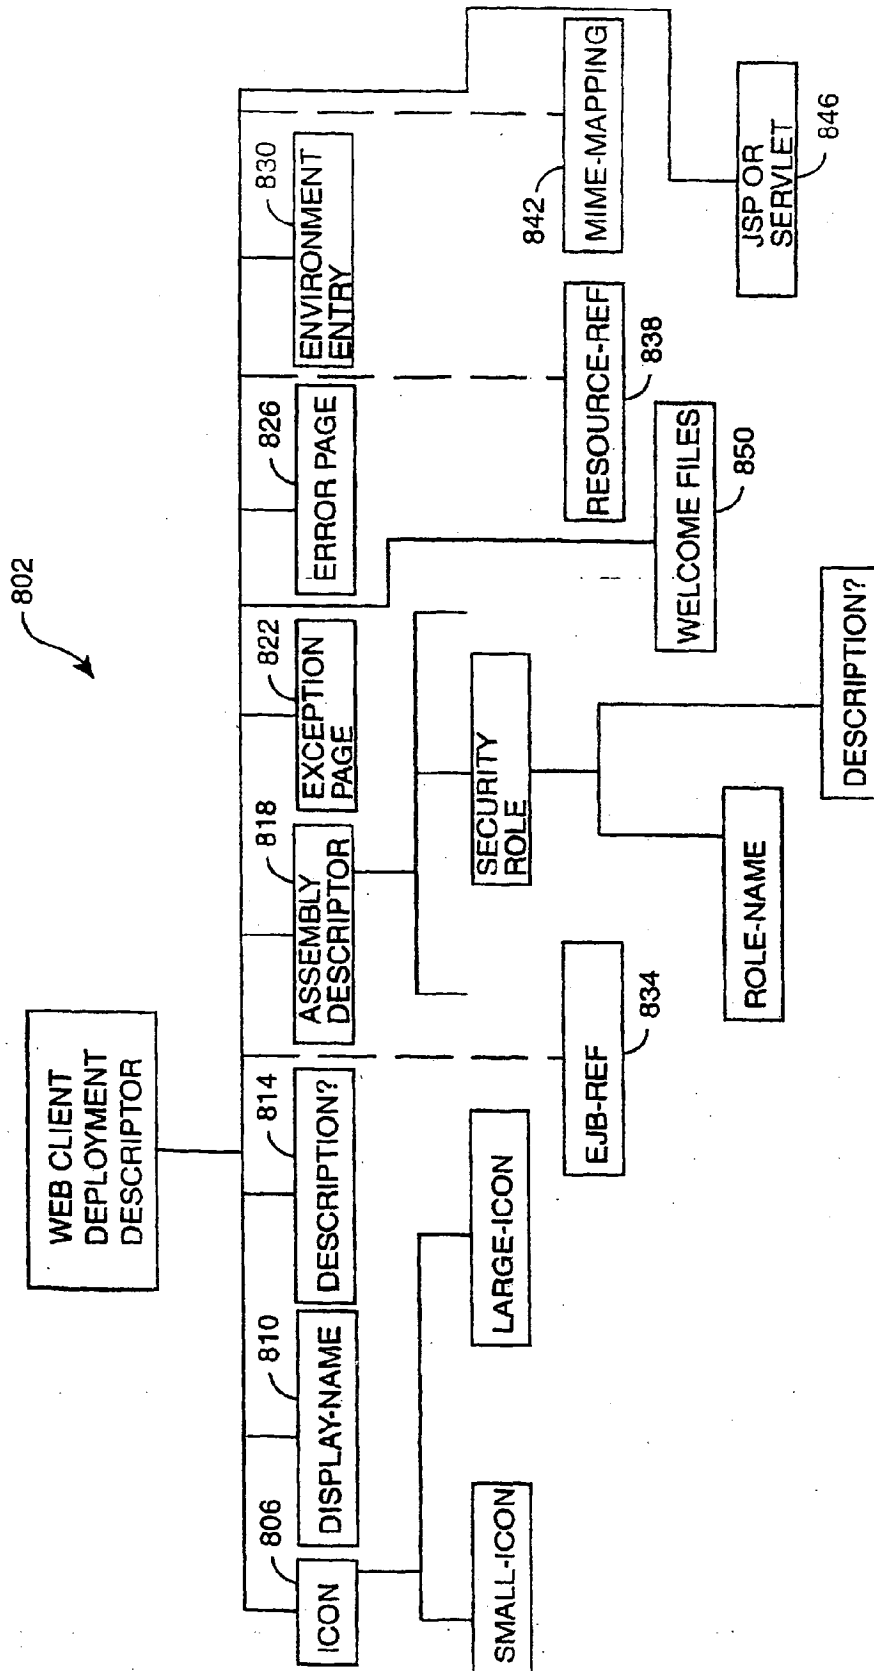 802
WEB CLIENT
DEPLOYMENT
DESCRIPTOR
806
ICON
810
DISPLAY-NAME
814
DESCRIPTION?
818
ASSEMBLY
DESCRIPTOR
822
EXCEPTION
PAGE
826
ERROR PAGE
830
ENVIRONMENT
ENTRY
SMALL-ICON
LARGE-ICON
SECURITY
ROLE
EJB-REF
834
RESOURCE-REF
838
842
MIME-MAPPING
WELCOME FILES
850
ROLE-NAME
DESCRIPTION?
JSP OR
SERVLET
846